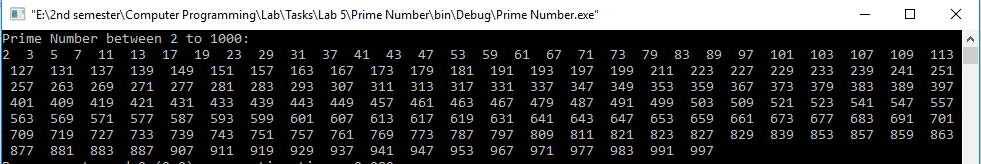 "E:\2nd semester\Computer Programming\Lab\Tasks\Lab 5\Prime Number\bin\Debug\Prime Number.exe"
Prime Number between 2 to 1000:
2 3 5 7 11 13 17 19 23 29 31 37 41 43 47 53 59 61 67 71 73 79 83 89 97 101 103 107 109 113
127 131 137 139 149 151 157 163 167 173 179 181 191 193 197 199 211 223 227 229 233 239 241 251
257 263 269 271 277 281 283 293 307 311 313 317 331 337 347 349 353 359 367 373 379 383 389 397
401 409 419 421 431 433 439 443 449 457 461 463 467 479 487 491 499 503 509 521 523 541 547 557
563 569 571 577 587 593 599 601 607 613 617 619 631 641 643 647 653 659 661 673 677 683 691 701
709 719 727 733 739 743 751 757 761 769 773 787 797 809 811 821 823 827 829 839 853 857 859 863
877 881 883 887 907 911 919 929 937 941 947 953 967 971 977 983 991 997